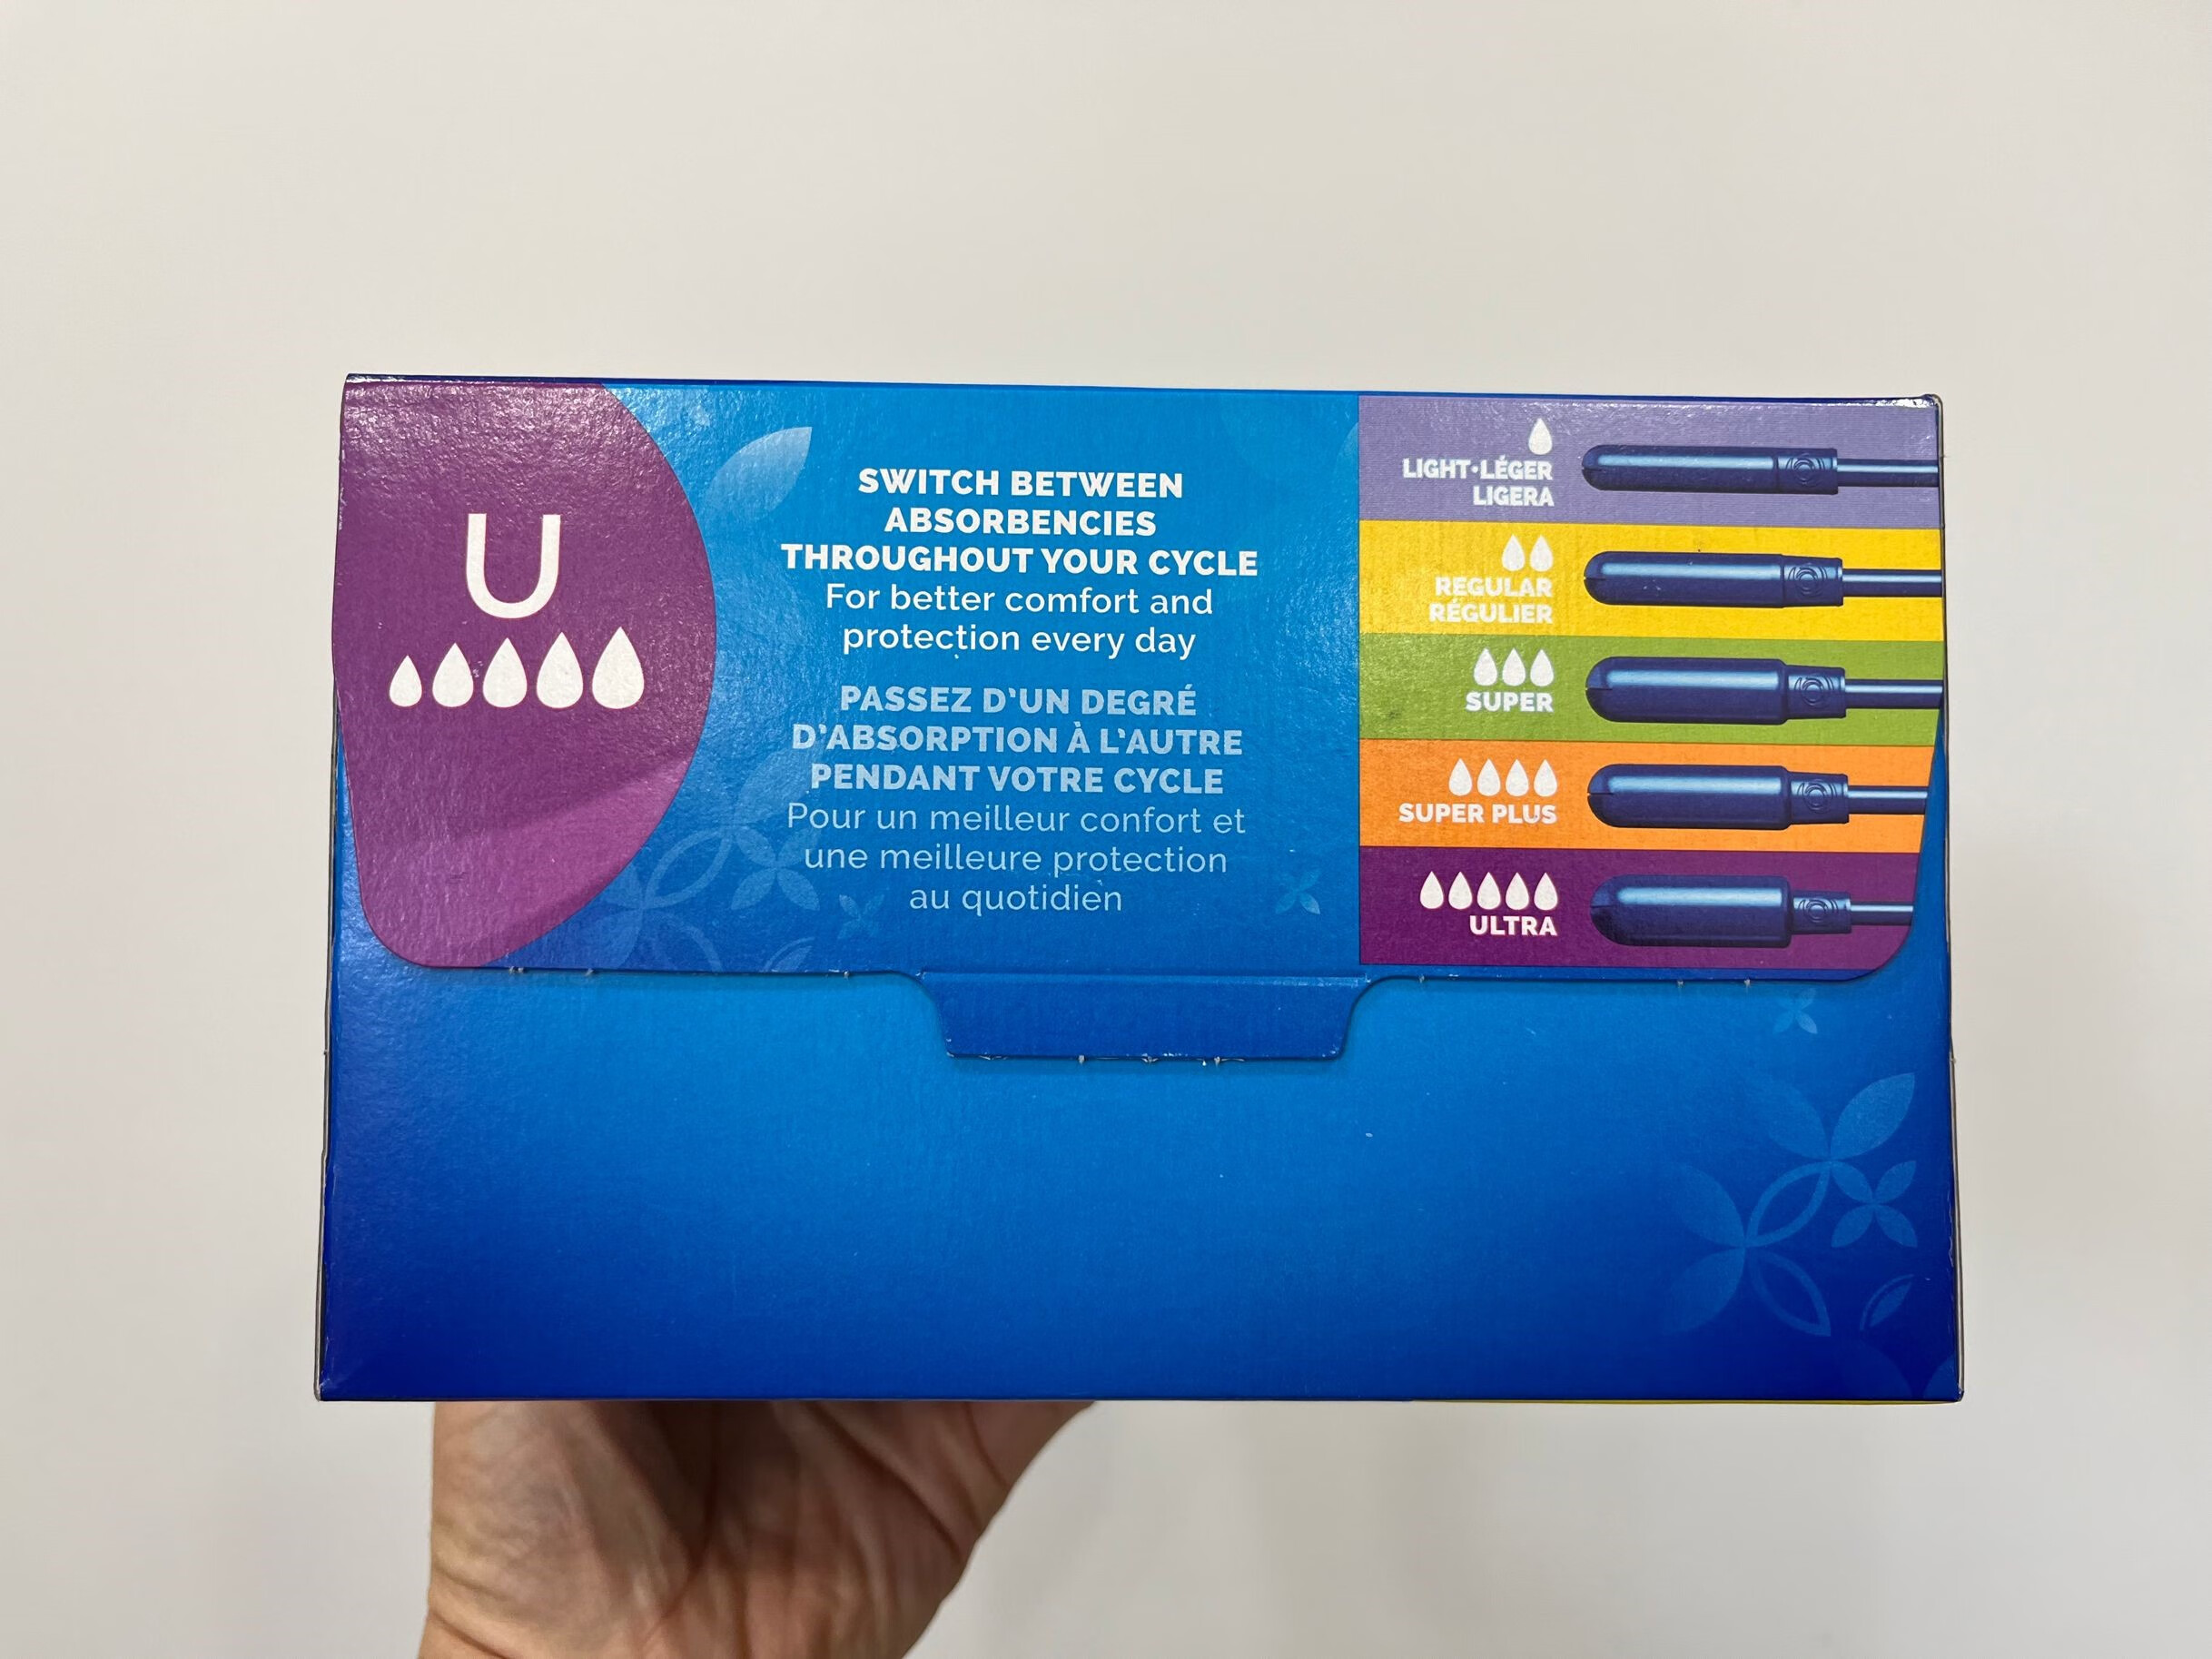 U
SWITCH BETWEEN
ABSORBENCIES
THROUGHOUT YOUR CYCLE
For better comfort and
protection every day
PASSEZ D'UN DEGRÉ
D'ABSORPTION À L'AUTRE
PENDANT VOTRE CYCLE
Pour un meilleur confort et
une meilleure protection
au quotidien
LIGHT•LÉGER
LIGERA
REGULAR
RÉGULIER
SUPER
SUPER PLUS
ULTRA